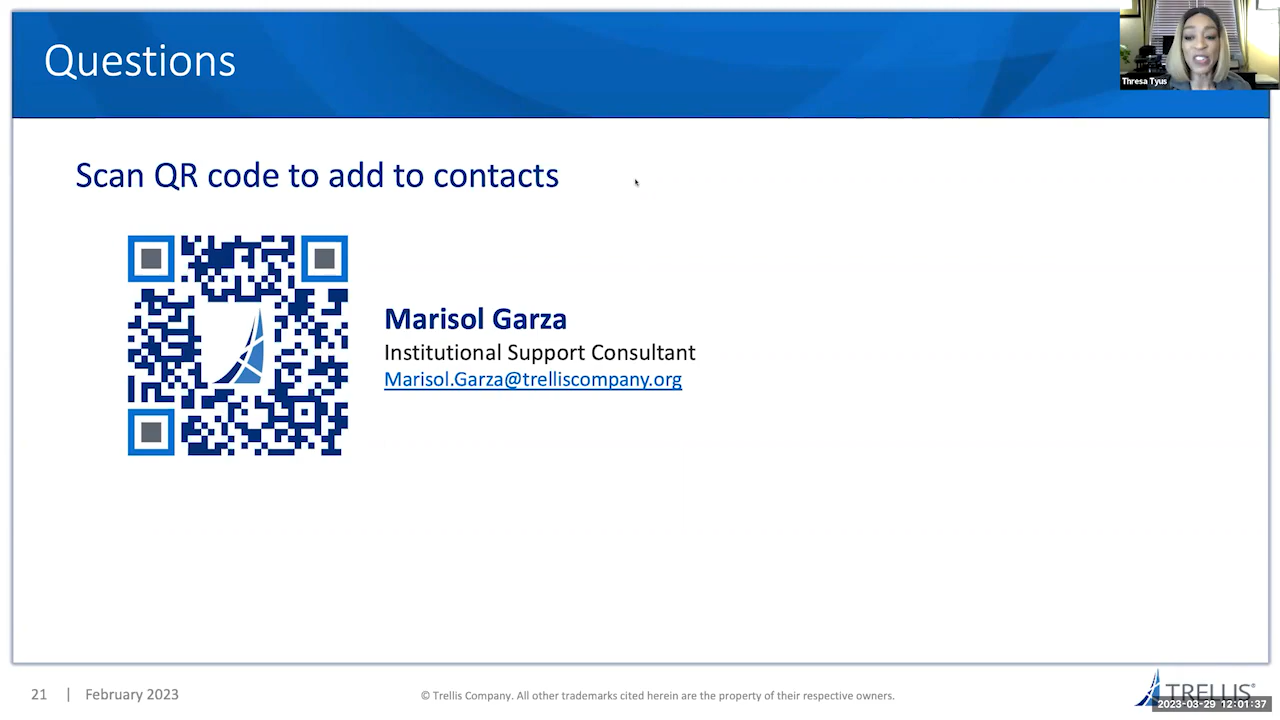 Questions
Thresa Tyus
Scan QR code to add to contacts
Marisol Garza
Institutional Support Consultant
Marisol.Garza@trelliscompany.org
21 | February 2023
© Trellis Company. All other trademarks cited herein are the property of their respective owners.
TRELLIS®
2023-03-29 12:01:37